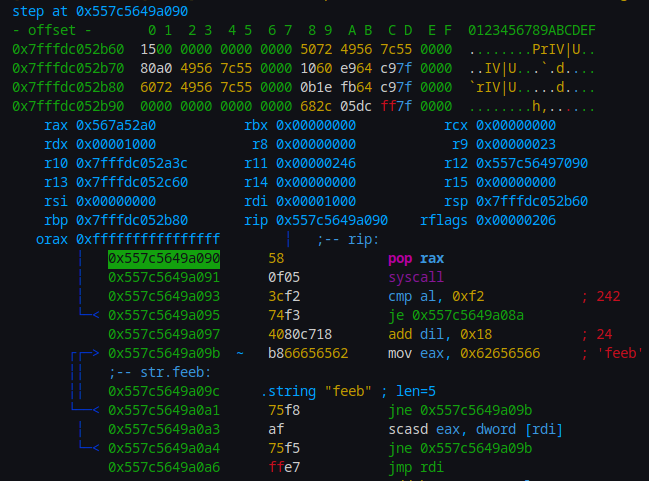 step at 0x557c5649a090
- offset -       0 1  2 3  4 5  6 7  8 9  A B  C D  E F  0123456789ABCDEF
0x7fffdc052b60  1500 0000 0000 0000 5072 4956 7c55 0000  ........PrIV|U..
0x7fffdc052b70  80a0 4956 7c55 0000 1060 e964 c97f 0000  ..IV|U...`.d....
0x7fffdc052b80  6072 4956 7c55 0000 0b1e fb64 c97f 0000  `rIV|U.....d....
0x7fffdc052b90  0000 0000 0000 0000 682c 05dc ff7f 0000  ........h,......
rax 0x567a52a0 rbx 0x00000000 rcx 0x00000000
rdx 0x00001000 r8 0x00000000 r9 0x00000023
r10 0x7fffdc052a3c r11 0x00000246 r12 0x557c56497090
r13 0x7fffdc052c60 r14 0x00000000 r15 0x00000000
rsi 0x00000000 rdi 0x00001000 rsp 0x7fffdc052b60
rbp 0x7fffdc052b80 rip 0x557c5649a090 rflags 0x00000206
orax 0xffffffffffffffff ;-- rip:
0x557c5649a090 58 pop rax
0x557c5649a091 0f05 syscall
0x557c5649a093 3cf2 cmp al, 0xf2 ; 242
0x557c5649a095 74f3 je 0x557c5649a08a
0x557c5649a097 4080c718 add dil, 0x18 ; 24
0x557c5649a09b ~ b866656562 mov eax, 0x62656566 ; 'feeb'
;-- str.feeb:
0x557c5649a09c .string "feeb" ; len=5
0x557c5649a0a1 75f8 jne 0x557c5649a09b
0x557c5649a0a3 af scasd eax, dword [rdi]
0x557c5649a0a4 75f5 jne 0x557c5649a09b
0x557c5649a0a6 ffe7 jmp rdi